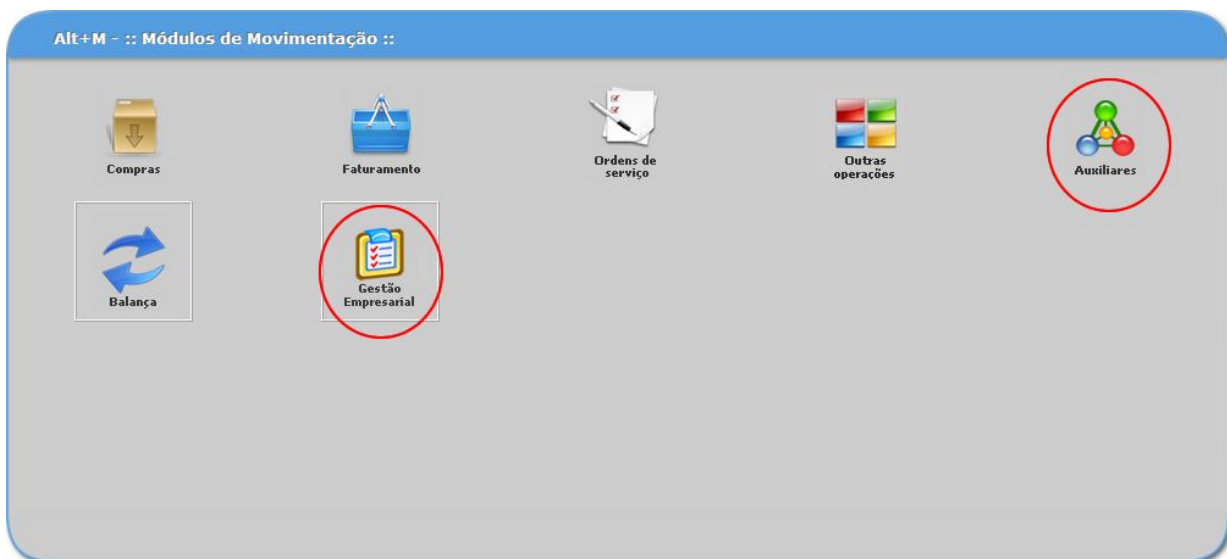 Alt+M - :: Módulos de Movimentação ::
Compras
Faturamento
Ordens de
serviço
Outras
operações
Auxiliares
Balança
Gestão
Empresarial